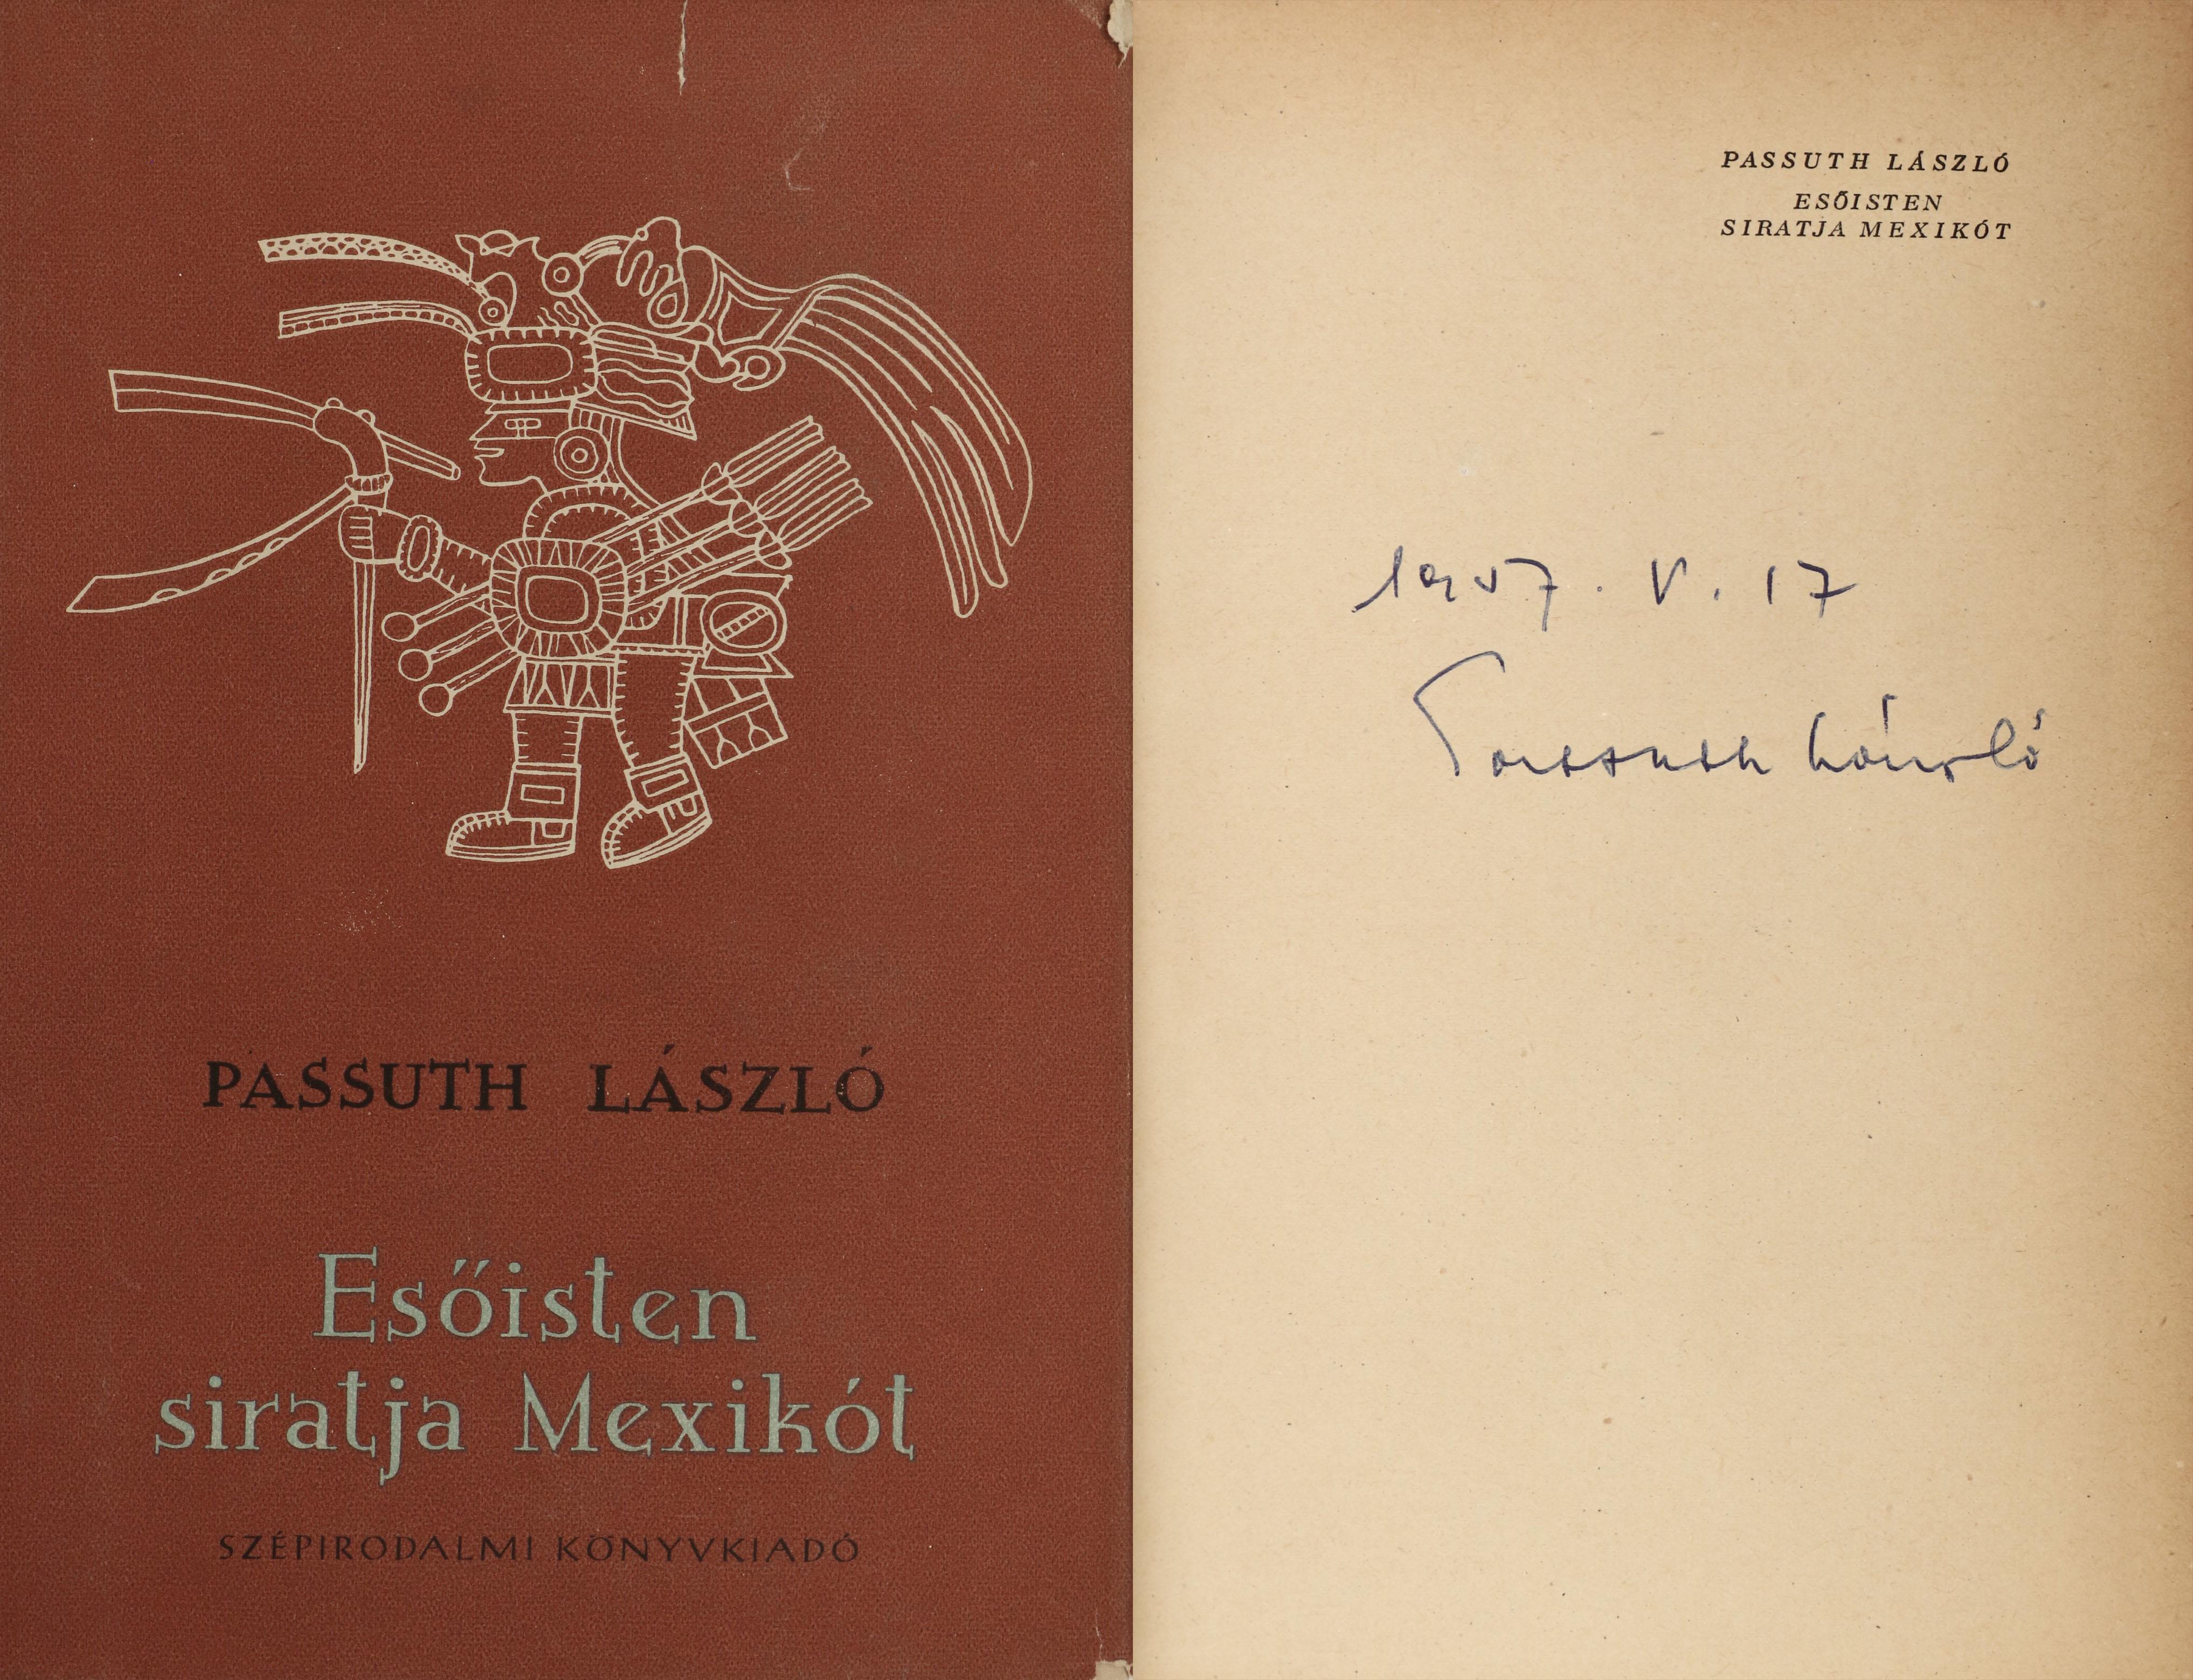 PASSUTH LÁSZLÓ
Esőisten
siratja Mexikót
SZÉPIRODALMI KÖNYVKIADÓ
PASSUTH LÁSZLÓ
ESŐISTEN
SIRATJA MEXIKÓT
1957. V. 17
Passuth László